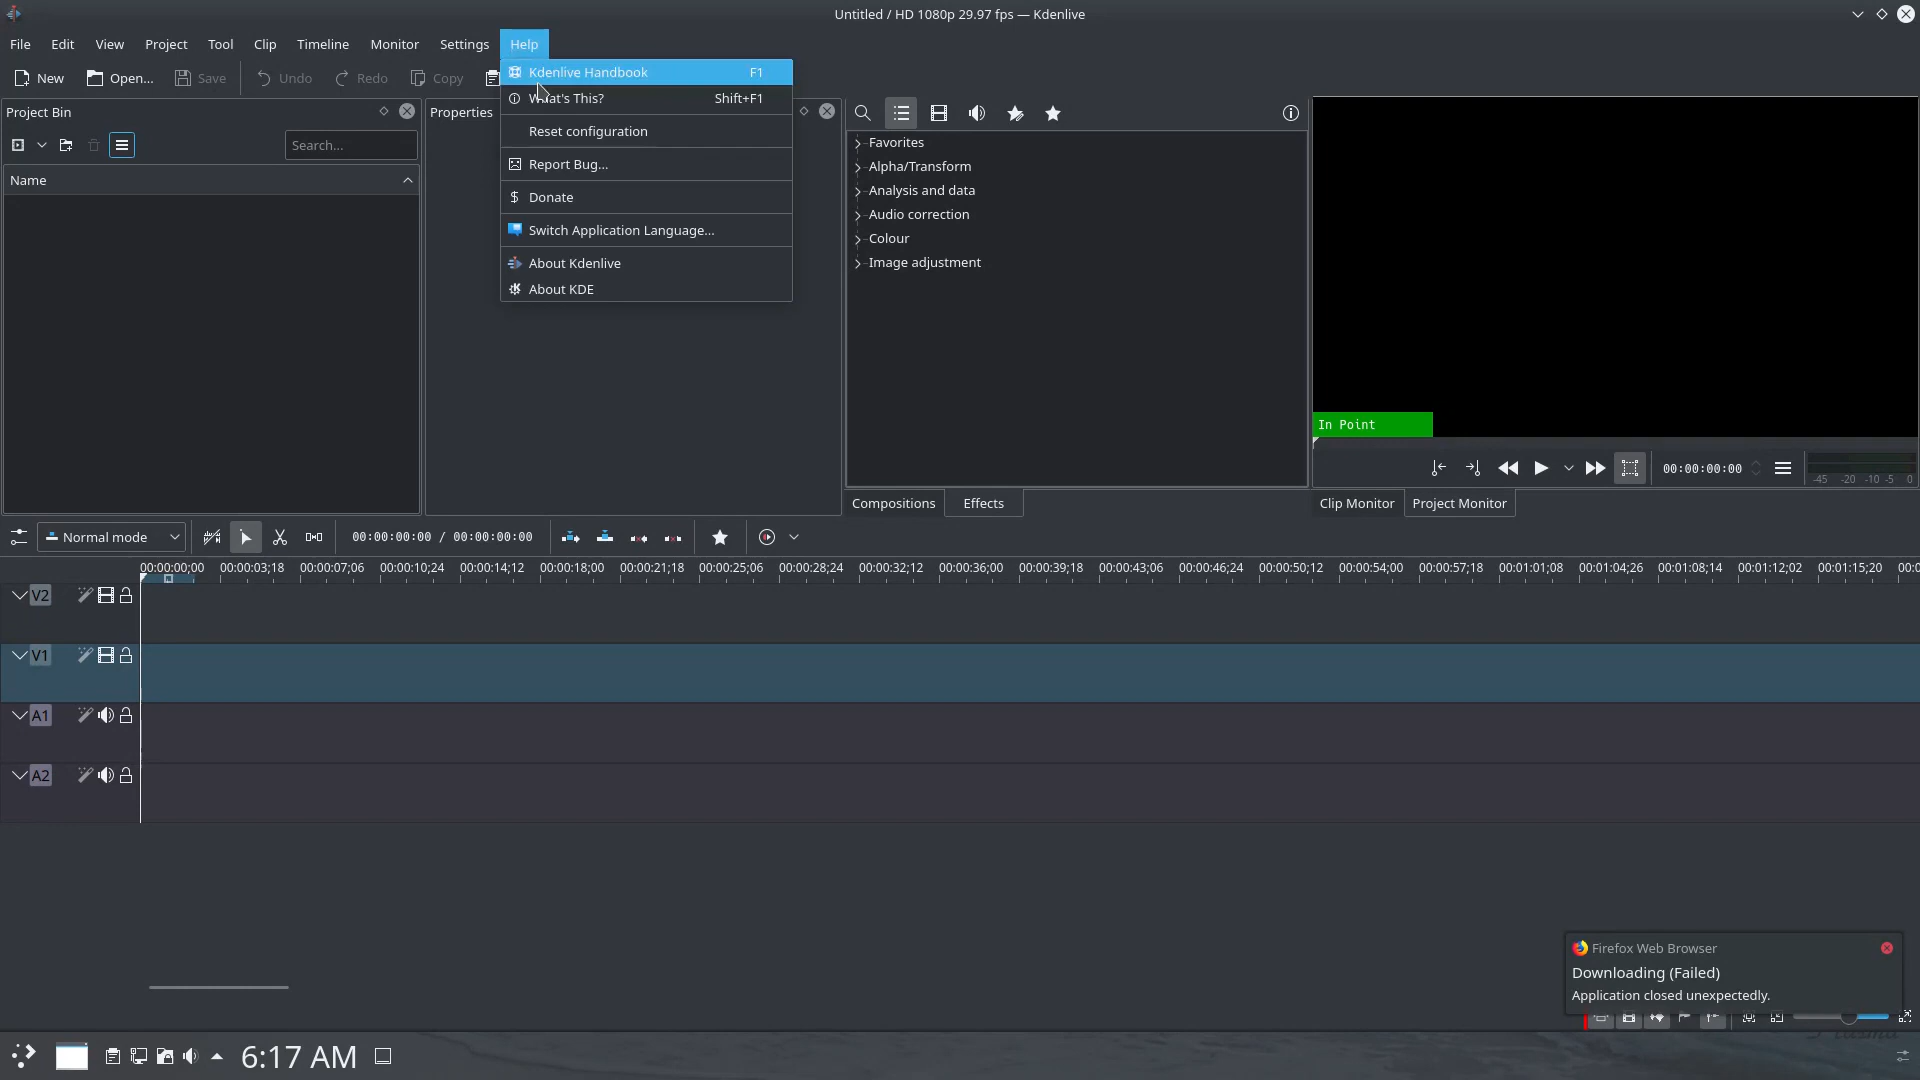 Untitled / HD 1080p 29.97 fps — Kdenlive
File Edit View Project Tool Clip Timeline Monitor Settings Help
New Open... Save Undo Redo Copy
Kdenlive Handbook F1
What's This? Shift+F1
Reset configuration
Report Bug...
Donate
Switch Application Language...
About Kdenlive
About KDE
Project Bin
Search...
Name
Properties
Favorites
Alpha/Transform
Analysis and data
Audio correction
Colour
Image adjustment
Compositions Effects
In Point
00:00:00:00
-45 -20 -10 -5 0
Clip Monitor Project Monitor
Normal mode 00:00:00:00 / 00:00:00:00
00:00:00;00 00:00:03;18 00:00:07;06 00:00:10;24 00:00:14;12 00:00:18;00 00:00:21;18 00:00:25;06 00:00:28;24 00:00:32;12 00:00:36;00 00:00:39;18 00:00:43;06 00:00:46;24 00:00:50;12 00:00:54;00 00:00:57;18 00:01:01;08 00:01:04;26 00:01:08;14 00:01:12;02 00:01:15;20 00:0
V2
V1
A1
A2
Firefox Web Browser
Downloading (Failed)
Application closed unexpectedly.
6:17 AM